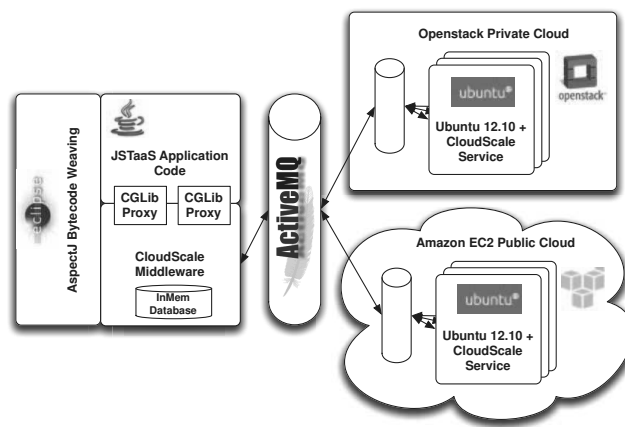 AspectJ Bytecode Weaving
eclipse
JSTaaS Application
Code
CGLib
Proxy
CGLib
Proxy
CloudScale
Middleware
InMem
Database
ActiveMQ
Openstack Private Cloud
ubuntu®
openstack
Ubuntu 12.10 +
CloudScale
Service
Amazon EC2 Public Cloud
ubuntu®
Ubuntu 12.10 +
CloudScale
Service